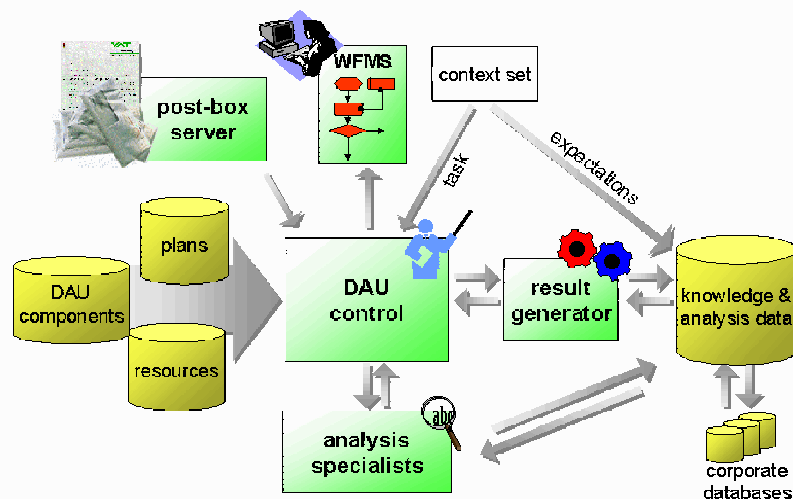 VAT
WFMS
context set
post-box
server
task
expectations
plans
DAU
components
resources
DAU
control
result
generator
knowledge &
analysis data
abc
analysis
specialists
corporate
databases